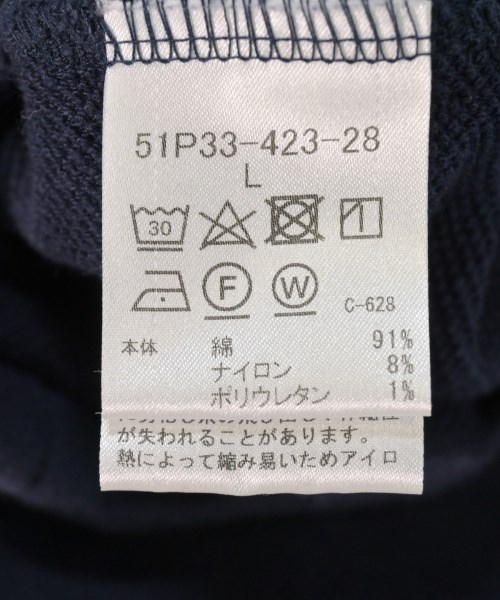 51P33-423-28
L
30
F
W
C-628
本体 綿 91%
ナイロン 8%
ポリウレタン 1%
が失われることがあります。
熱によって縮み易いためアイロ